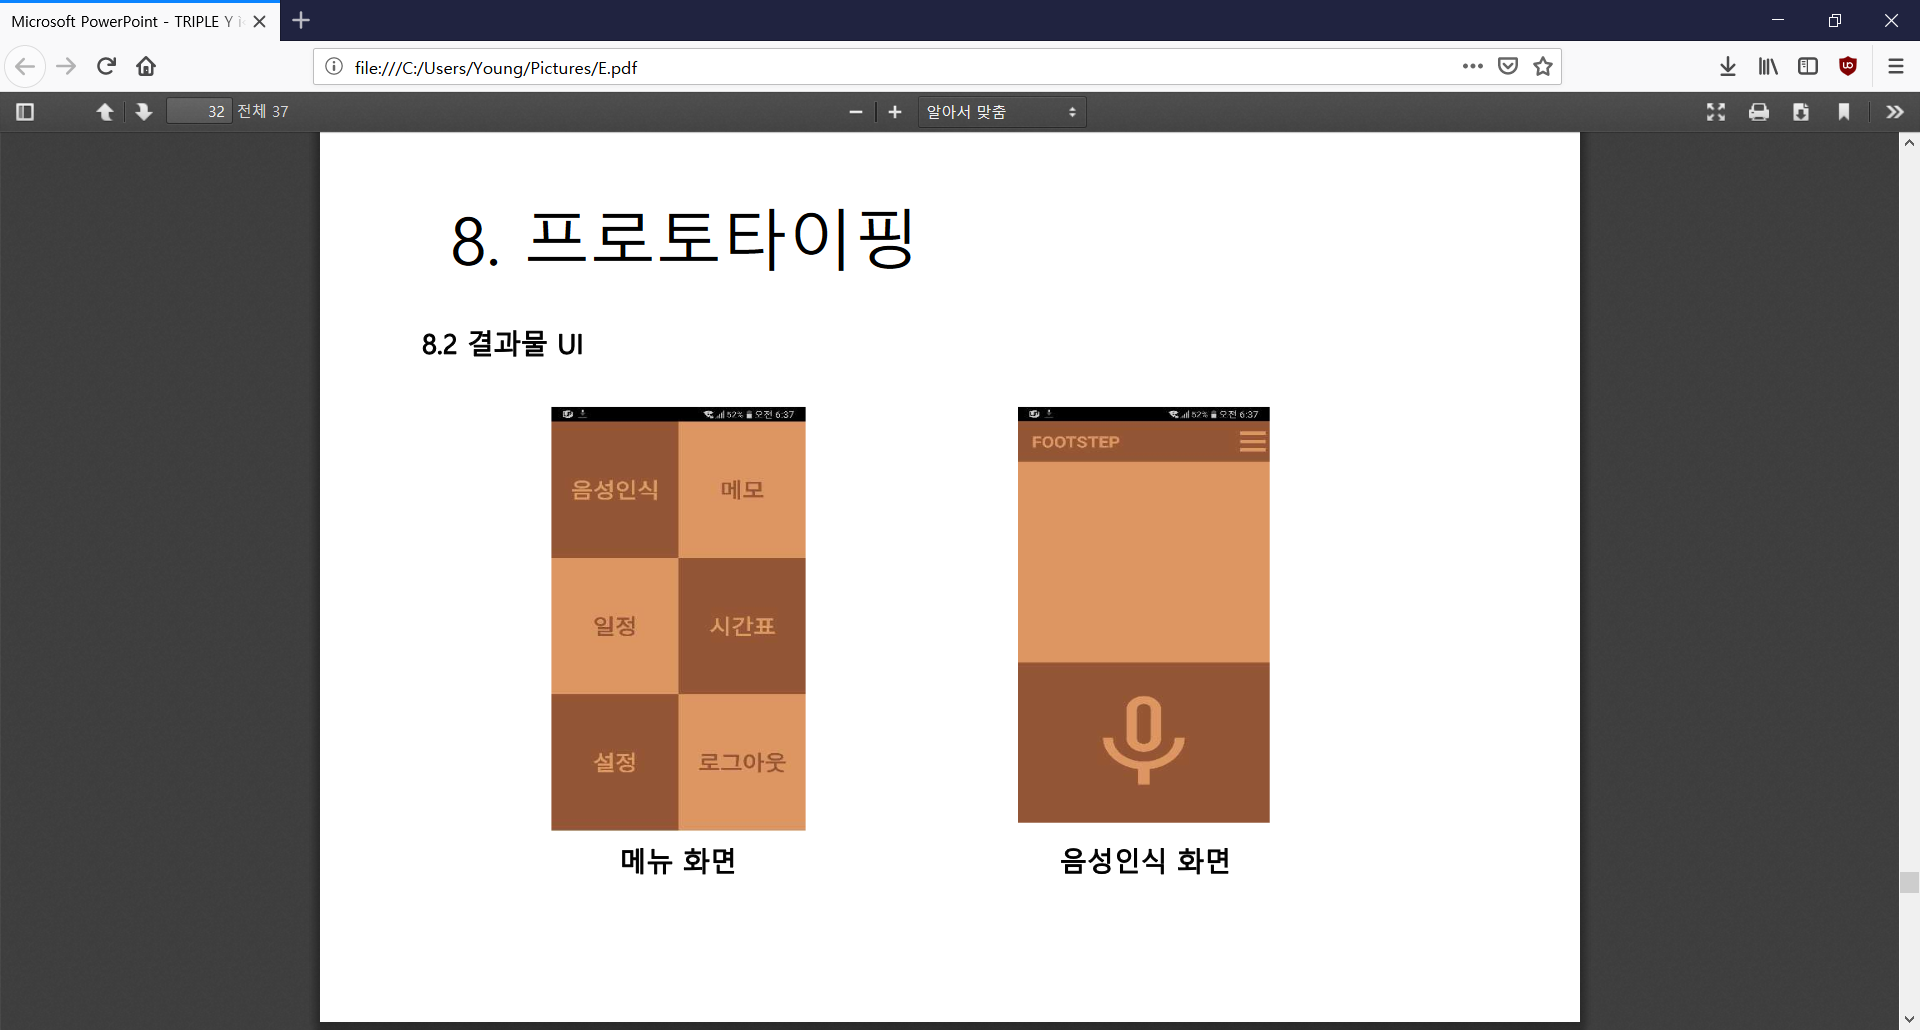 Microsoft PowerPoint - TRIPLE Y
file:///C:/Users/Young/Pictures/E.pdf
32 전체 37
알아서 맞춤
8. 프로토타이핑
8.2 결과물 UI
52% 오전 6:37
52% 오전 6:37
FOOTSTEP
음성인식 메모
일정 시간표
설정 로그아웃
메뉴 화면
음성인식 화면